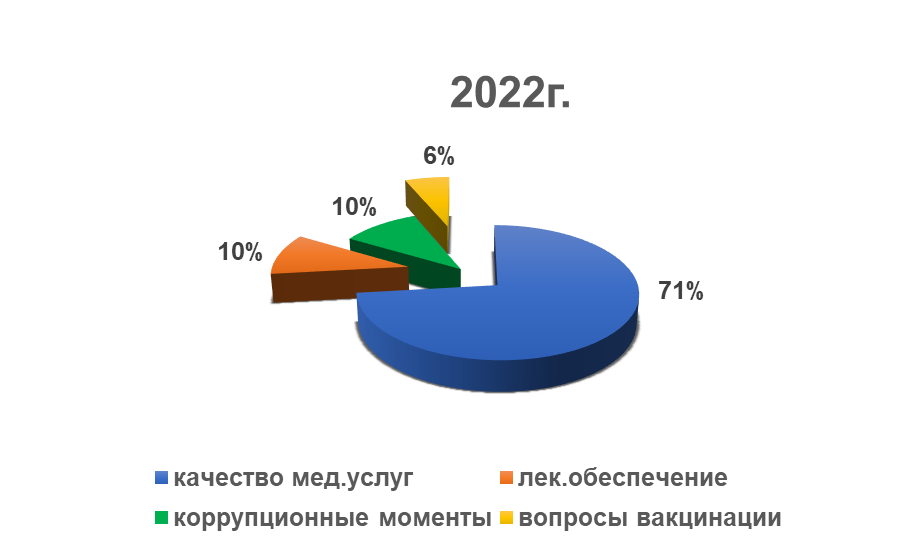 2022г.
6%
10%
10%
71%
качество мед.услуг
лек.обеспечение
коррупционные моменты
вопросы вакцинации